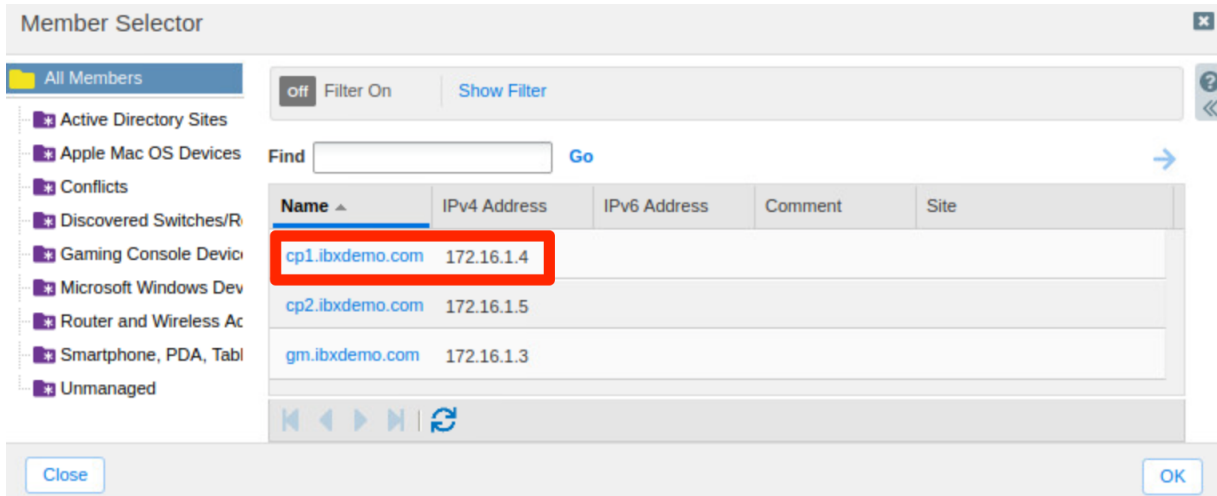 Member Selector
All Members
Active Directory Sites
Apple Mac OS Devices
Conflicts
Discovered Switches/R
Gaming Console Devic
Microsoft Windows Dev
Router and Wireless Ac
Smartphone, PDA, Tabl
Unmanaged
Off Filter On Show Filter
Find Go
Name IPv4 Address IPv6 Address Comment Site
cp1.ibxdemo.com 172.16.1.4
cp2.ibxdemo.com 172.16.1.5
gm.ibxdemo.com 172.16.1.3
Close OK